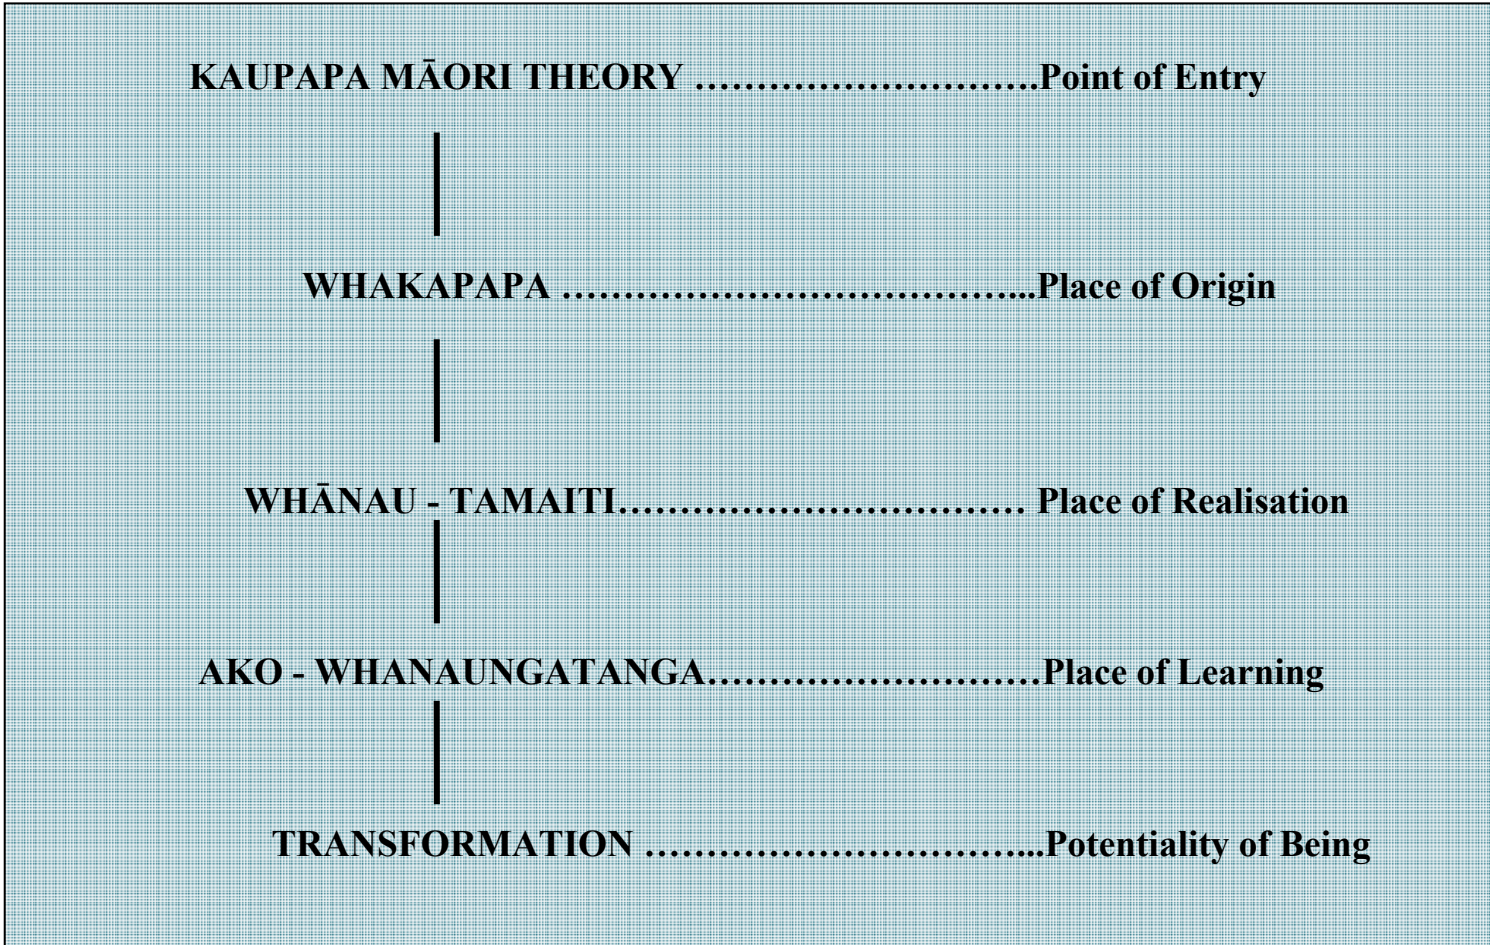 KAUPAPA MĀORI THEORY ……………………….Point of Entry
WHAKAPAPA ………………………………...Place of Origin
WHĀNAU - TAMAITI…………………………… Place of Realisation
AKO - WHANAUNGATANGA………………………Place of Learning
TRANSFORMATION …………………………...Potentiality of Being